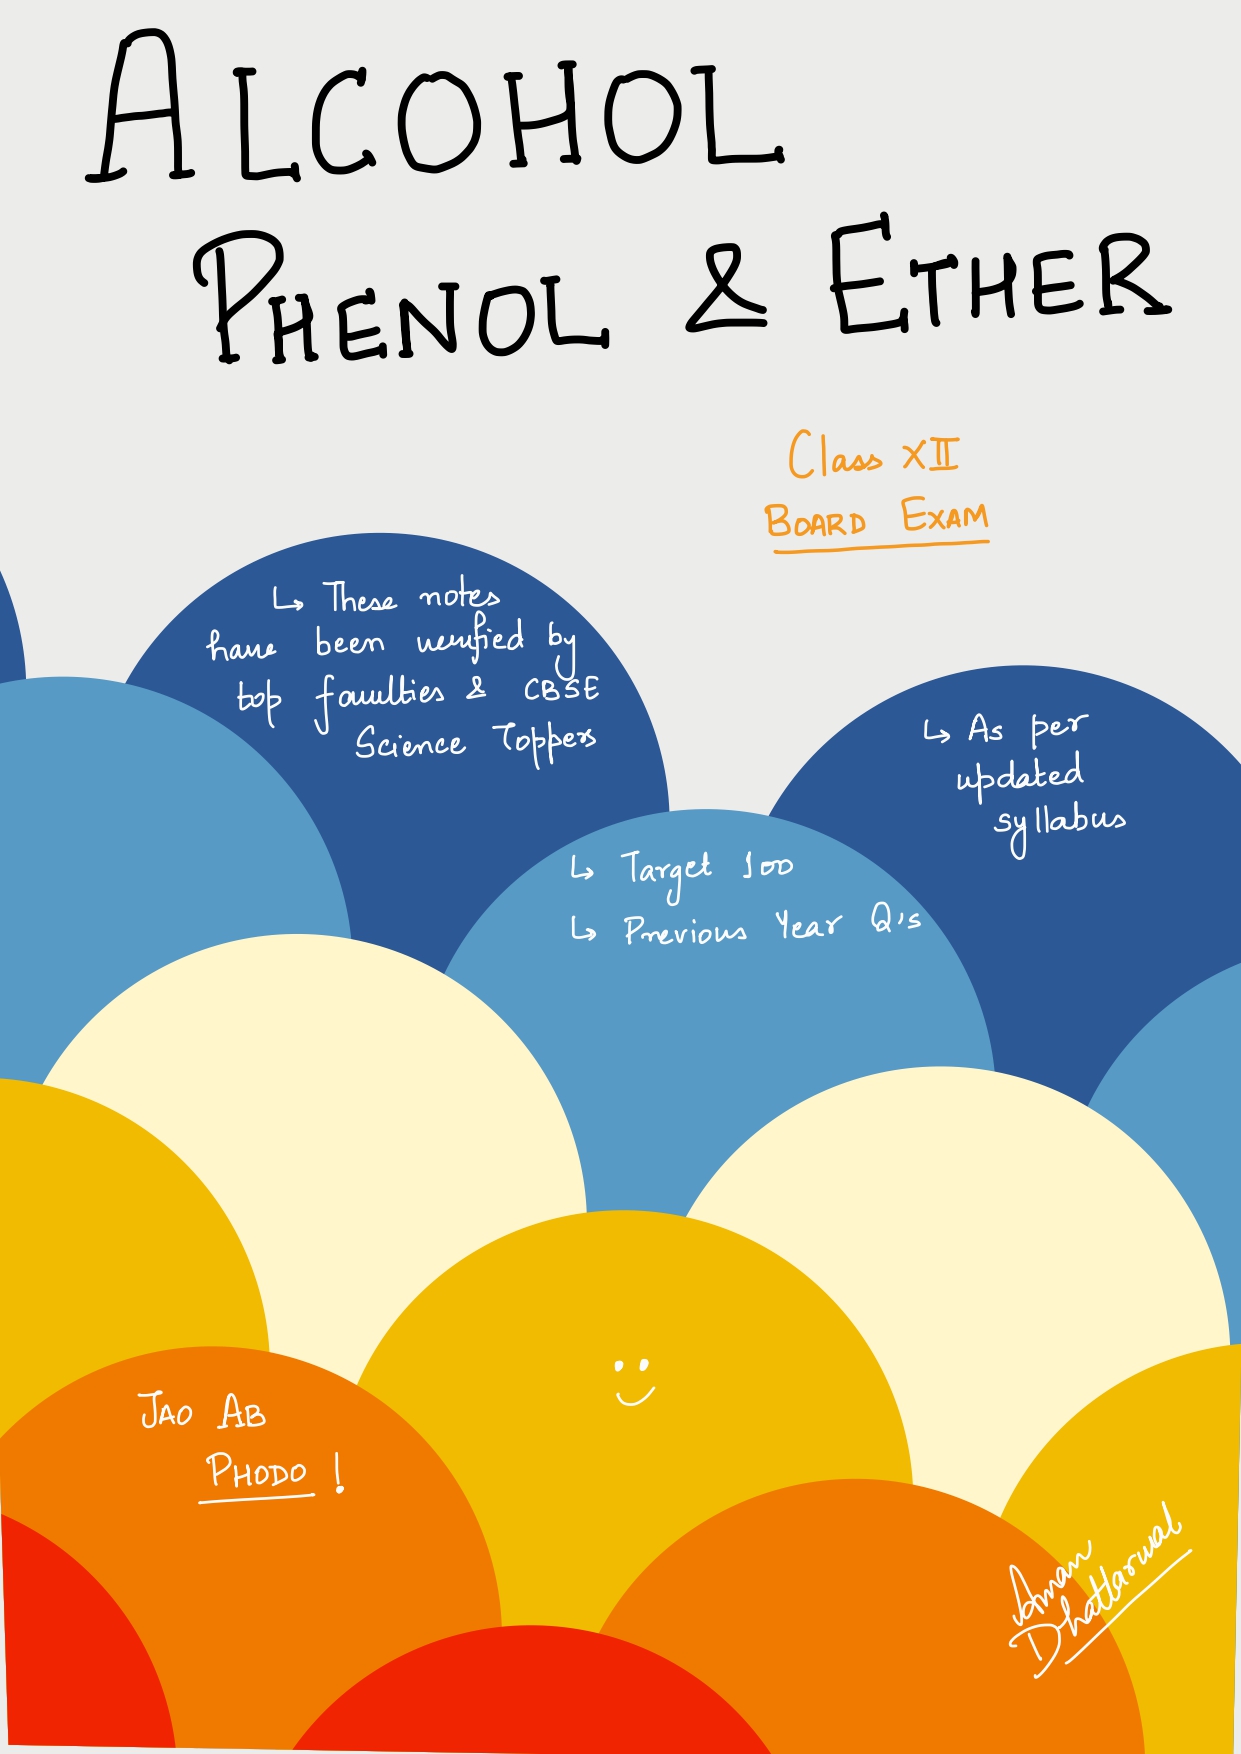 ALCOHOL
PHENOL & ETHER
Class XII
BOARD EXAM
↳ These notes
have been verified by
top faculties & CBSE
Science Toppers
↳ As per
updated
syllabus
↳ Target 100
↳ Previous Year Q's
JAO AB
PHODO !
Aman
Dhattarwal